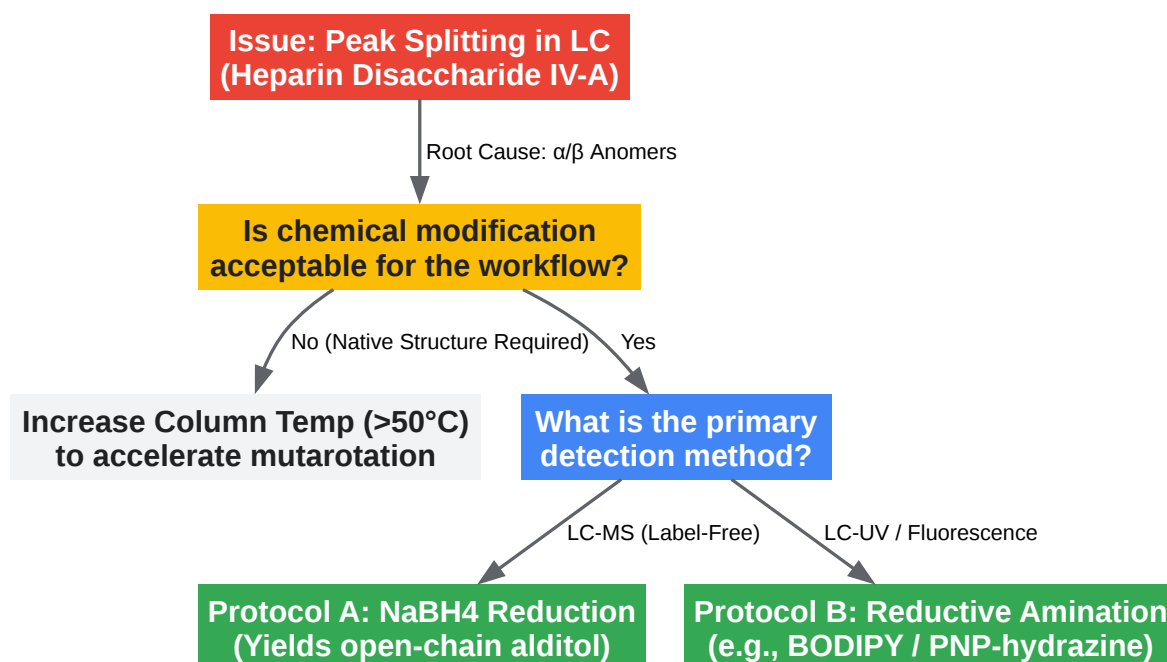 Issue: Peak Splitting in LC
(Heparin Disaccharide IV-A)
Root Cause: α/β Anomers
Is chemical modification
acceptable for the workflow?
No (Native Structure Required)
Yes
Increase Column Temp (>50°C)
to accelerate mutarotation
What is the primary
detection method?
LC-MS (Label-Free)
LC-UV / Fluorescence
Protocol A: NaBH4 Reduction
(Yields open-chain alditol)
Protocol B: Reductive Amination
(e.g., BODIPY / PNP-hydrazine)